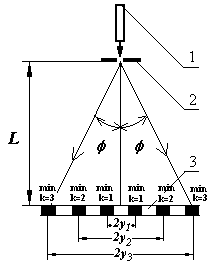 1
2
L
ϕ ϕ
3
min min min min min min
k=3 k=2 k=1 k=1 k=2 k=3
2y₁
2y₂
2y₃